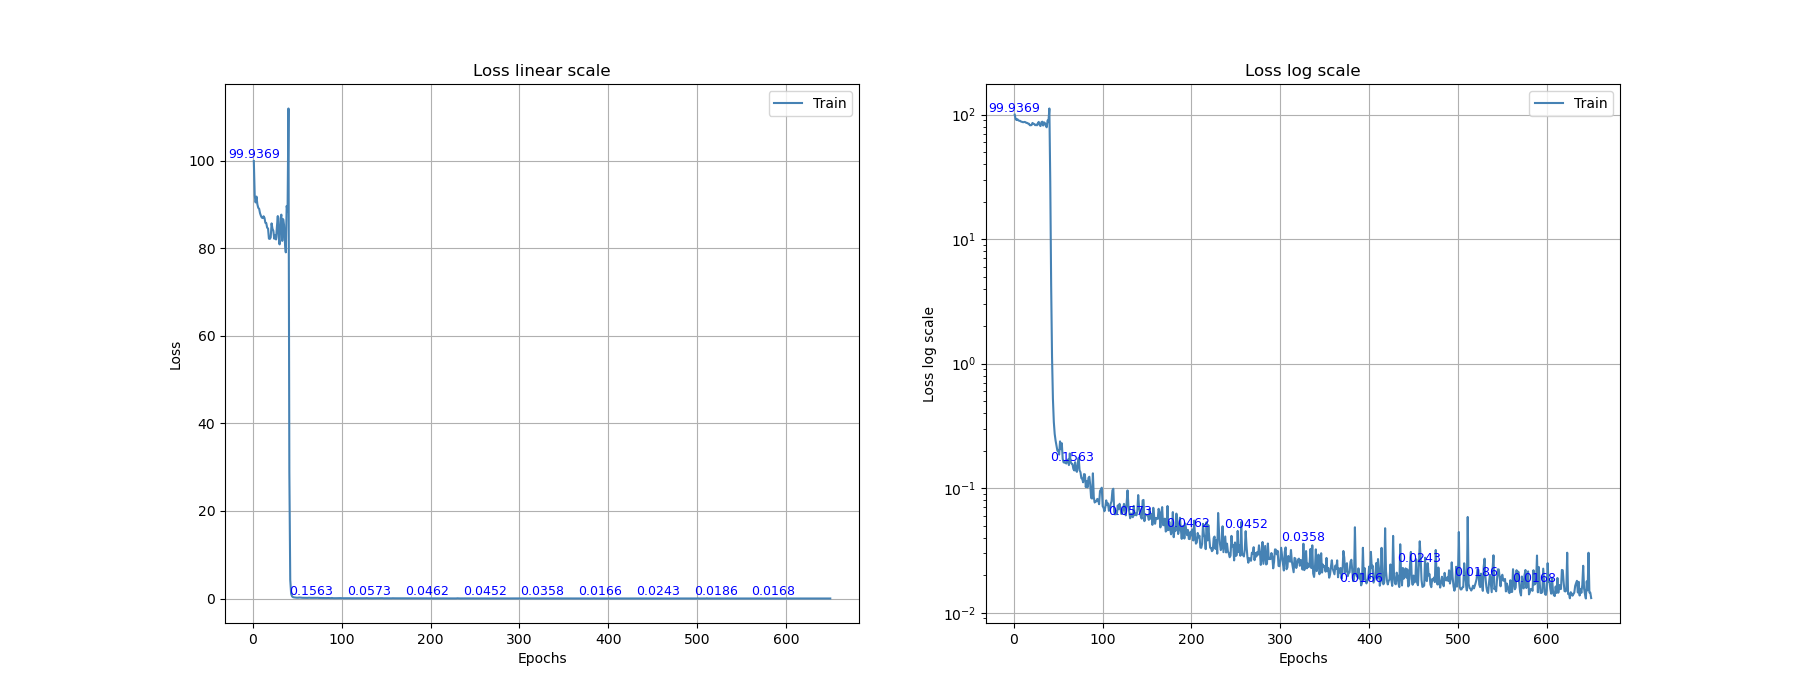 Loss linear scale
Train
99.9369
100
80
60
40
20
0
Loss
0.1563 0.0573 0.0462 0.0452 0.0358 0.0166 0.0243 0.0186 0.0168
0 100 200 300 400 500 600
Epochs
Loss log scale
Train
99.9369
10²
10¹
10⁰
10⁻¹
10⁻²
Loss log scale
0.1563
0.0573
0.0462
0.0452
0.0358
0.0166
0.0243
0.0186
0.0168
0 100 200 300 400 500 600
Epochs